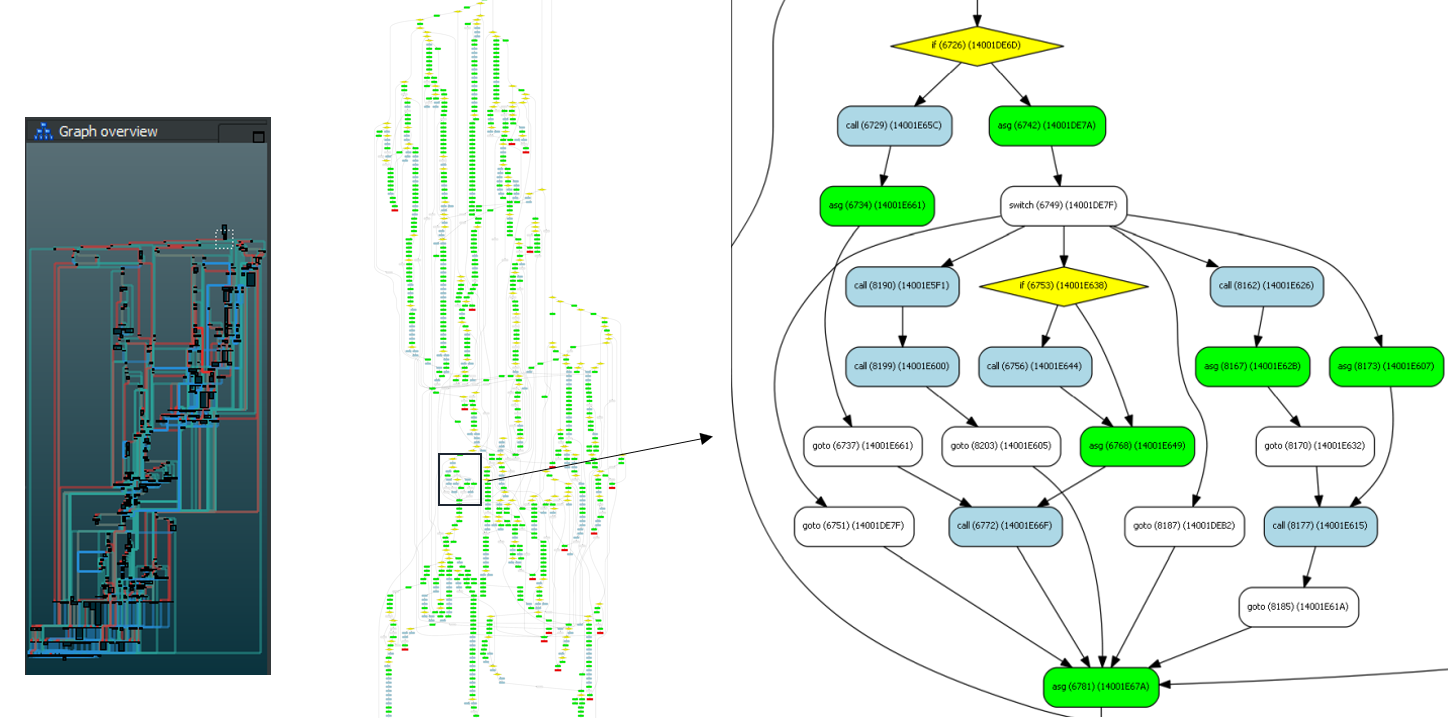 Graph overview
if (6726) (14001DE6D)
call (6729) (14001E65C)
asg (6742) (14001DE7A)
asg (6734) (14001E661)
switch (6749) (14001DE7F)
call (8190) (14001E5F1)
if (6753) (14001E638)
call (8162) (14001E626)
call (8199) (14001E600)
call (6756) (14001E644)
asg (8167) (14001E62B)
asg (8173) (14001E607)
goto (6737) (14001E661)
goto (8203) (14001E605)
asg (6768) (14001E649)
goto (8170) (14001E632)
goto (6751) (14001DE7F)
call (6772) (14001E66F)
goto (8187) (14001DEB2)
call (8177) (14001E615)
goto (8185) (14001E61A)
asg (6781) (14001E67A)